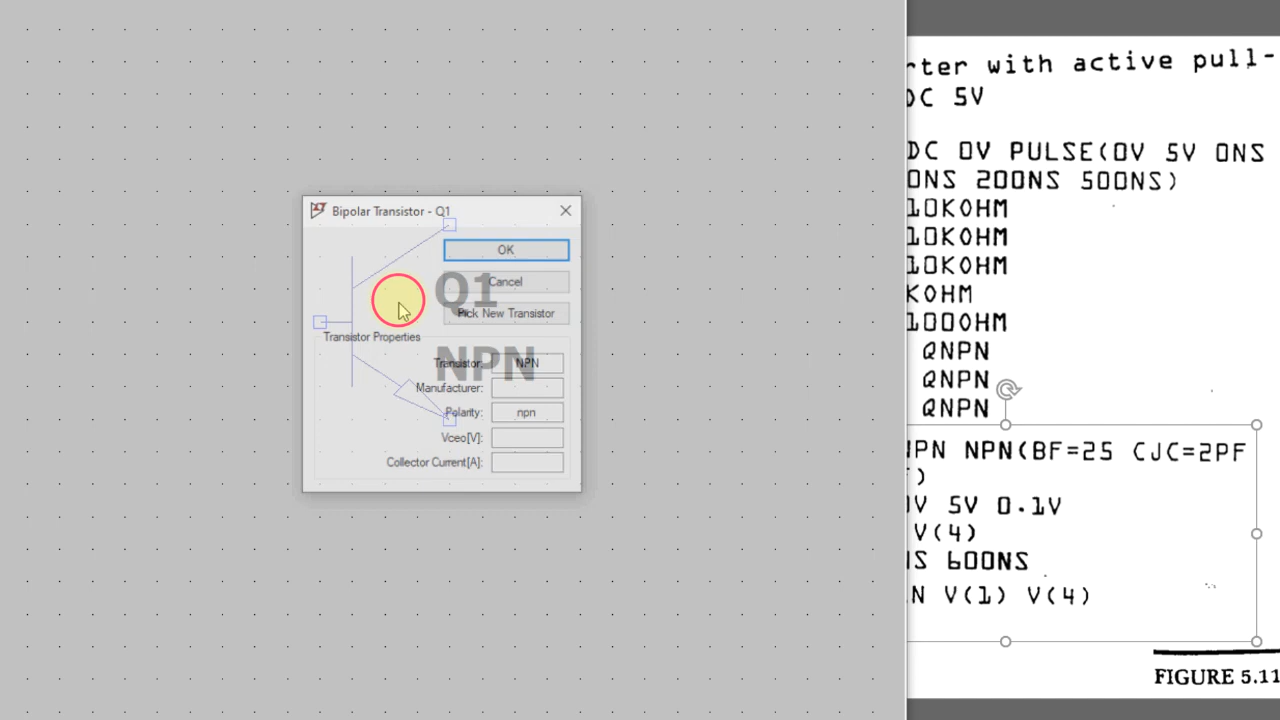 Bipolar Transistor - Q1
OK
Q1
Cancel
Pick New Transistor
Transistor Properties
NPN
Transistor: NPN
Manufacturer:
Polarity: npn
Vceo[V]:
Collector Current[A]:
rter with active pull-
DC 5V
DC 0V PULSE(0V 5V 0NS
0NS 200NS 500NS)
10KOHM
10KOHM
10KOHM
KOHM
1000HM
QNPN
QNPN
QNPN
NPN NPN(BF=25 CJC=2PF
F)
0V 5V 0.1V
V(4)
NS 600NS
N V(1) V(4)
FIGURE 5.11